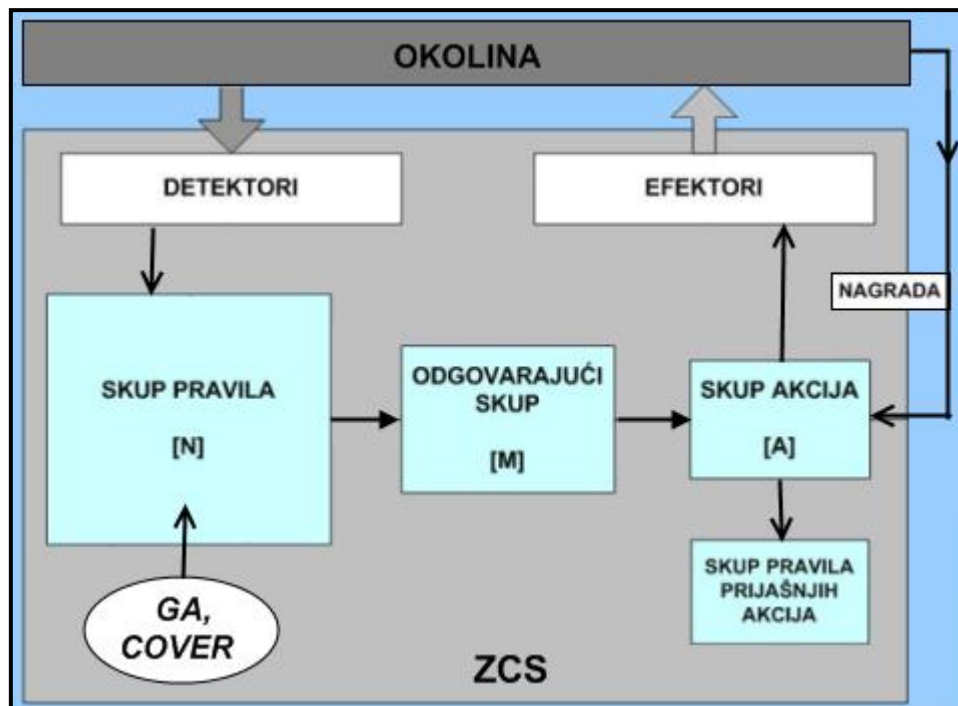 OKOLINA
DETEKTORI
EFEKTORI
NAGRADA
SKUP PRAVILA
[N]
ODGOVARAJUĆI
SKUP
[M]
SKUP AKCIJA
[A]
SKUP PRAVILA
PRIJAŠNJIH
AKCIJA
GA,
COVER
ZCS